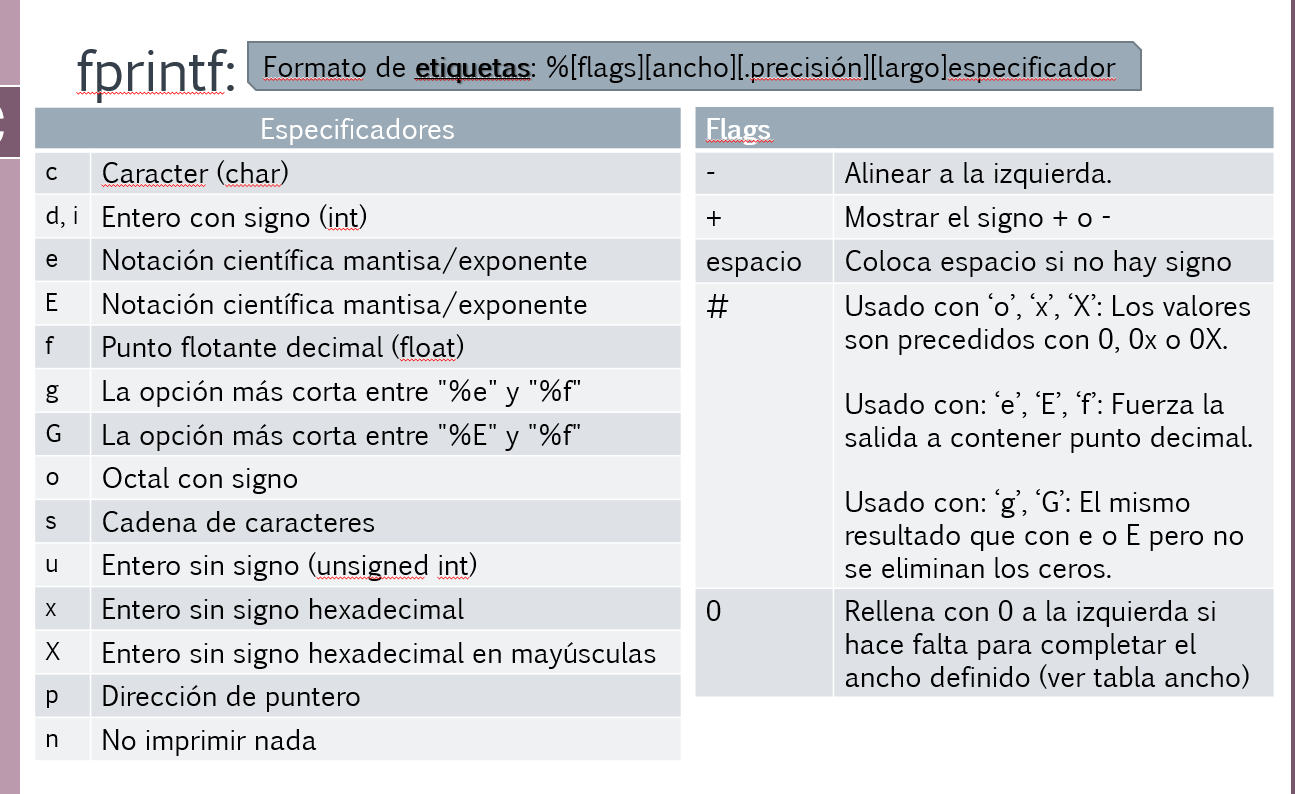 fprintf:
Formato de etiquetas: %[flags][ancho][.precisión][largo]especificador
Especificadores
c Caracter (char)
d, i Entero con signo (int)
e Notación científica mantisa/exponente
E Notación científica mantisa/exponente
f Punto flotante decimal (float)
g La opción más corta entre "%e" y "%f"
G La opción más corta entre "%E" y "%f"
o Octal con signo
s Cadena de caracteres
u Entero sin signo (unsigned int)
x Entero sin signo hexadecimal
X Entero sin signo hexadecimal en mayúsculas
p Dirección de puntero
n No imprimir nada
Flags
- Alinear a la izquierda.
+ Mostrar el signo + o -
espacio Coloca espacio si no hay signo
# Usado con ‘o’, ‘x’, ‘X’: Los valores
son precedidos con 0, 0x o 0X.
Usado con: ‘e’, ‘E’, ‘f’: Fuerza la
salida a contener punto decimal.
Usado con: ‘g’, ‘G’: El mismo
resultado que con e o E pero no
se eliminan los ceros.
0 Rellena con 0 a la izquierda si
hace falta para completar el
ancho definido (ver tabla ancho)